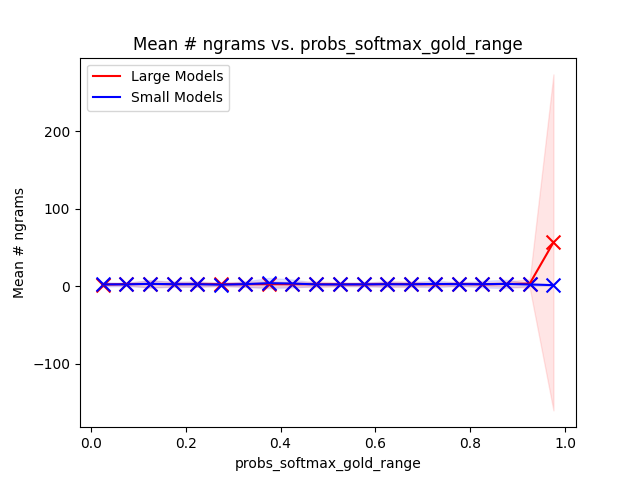 Mean # ngrams vs. probs_softmax_gold_range
Large Models
Small Models
200
100
0
−100
Mean # ngrams
0.0 0.2 0.4 0.6 0.8 1.0
probs_softmax_gold_range